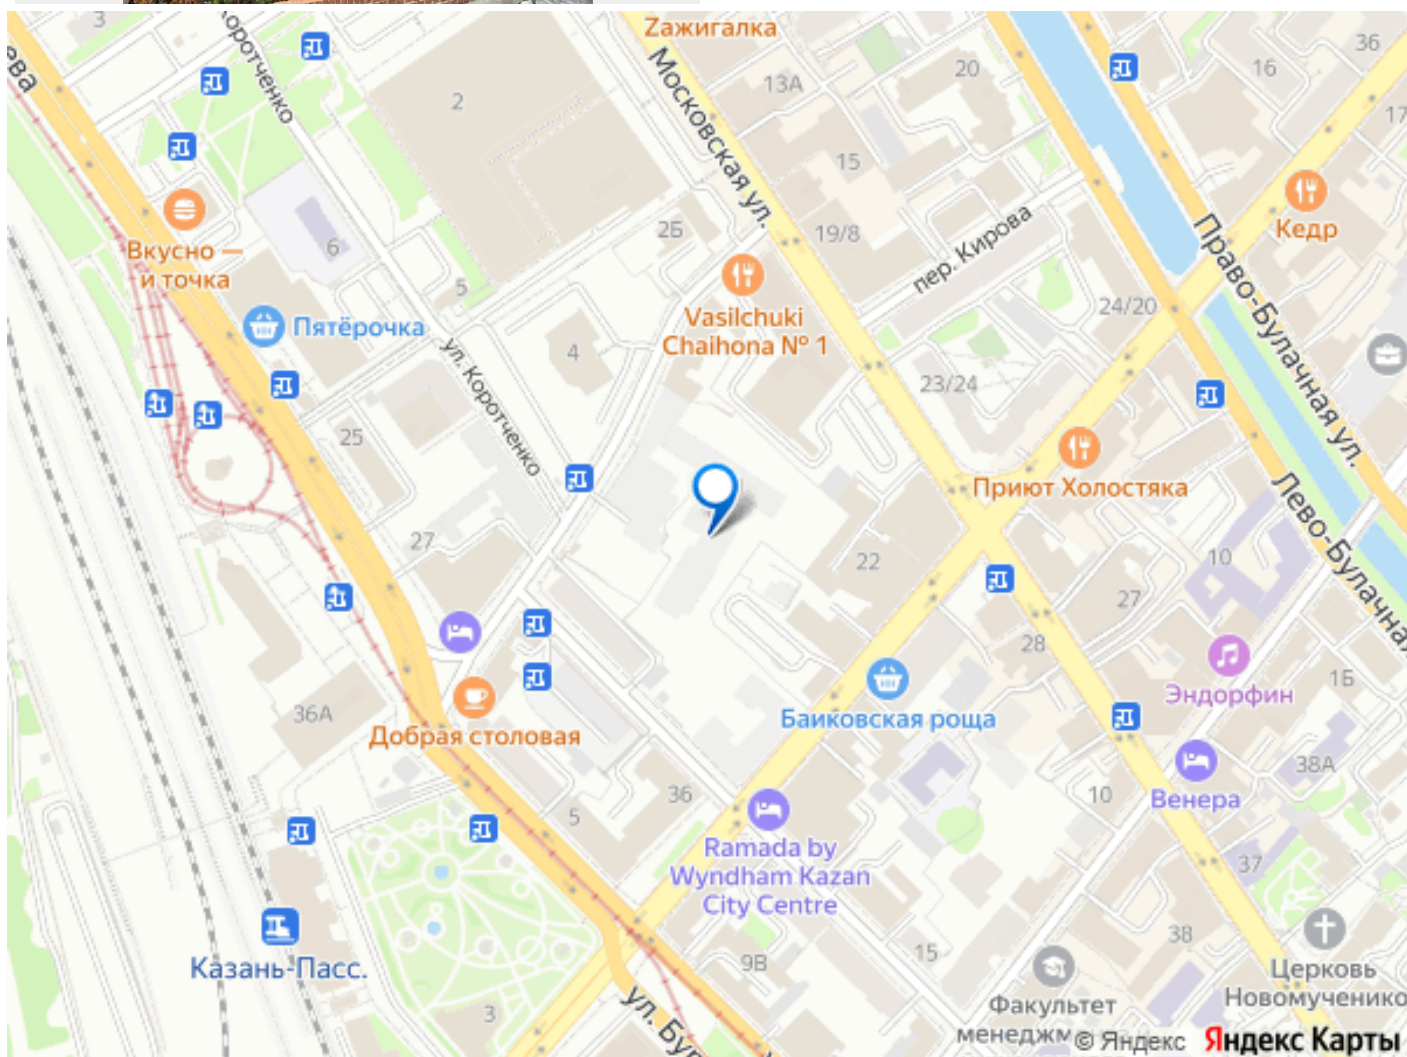 3
Zажигалка
36
ева
Коротченко
20
16
13А
2
17
Московская ул.
15
Кедр
2Б
19/8
пер. Кирова
6
Вкусно —
и точка
5
Право-Булачная ул.
24/20
Vasilchuki
Chaihona № 1
Пятёрочка
4
ул. Коротченко
23/24
25
Приют Холостяка
Лево-Булачная
27
22
10
27
28
1Б
Эндорфин
36А
Добрая столовая
Баиковская роща
38А
36
10
Венера
5
Ramada by
Wyndham Kazan
City Centre
37
38
15
9В
Казань-Пасс.
Церковь
Новомученико
Факультет
менеджм
3
ул. Бур
© Яндекс Яндекс Карты